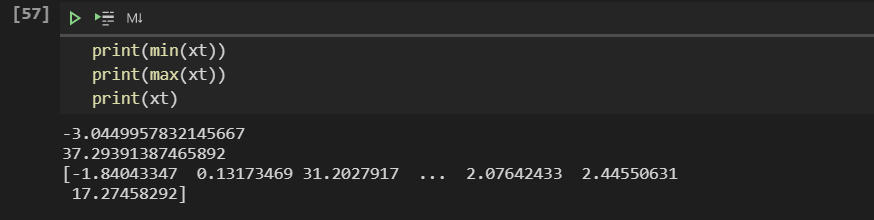 [57]
M↓
print(min(xt))
print(max(xt))
print(xt)
-3.0449957832145667
37.29391387465892
[-1.84043347  0.13173469 31.2027917  ...  2.07642433  2.44550631
 17.27458292]